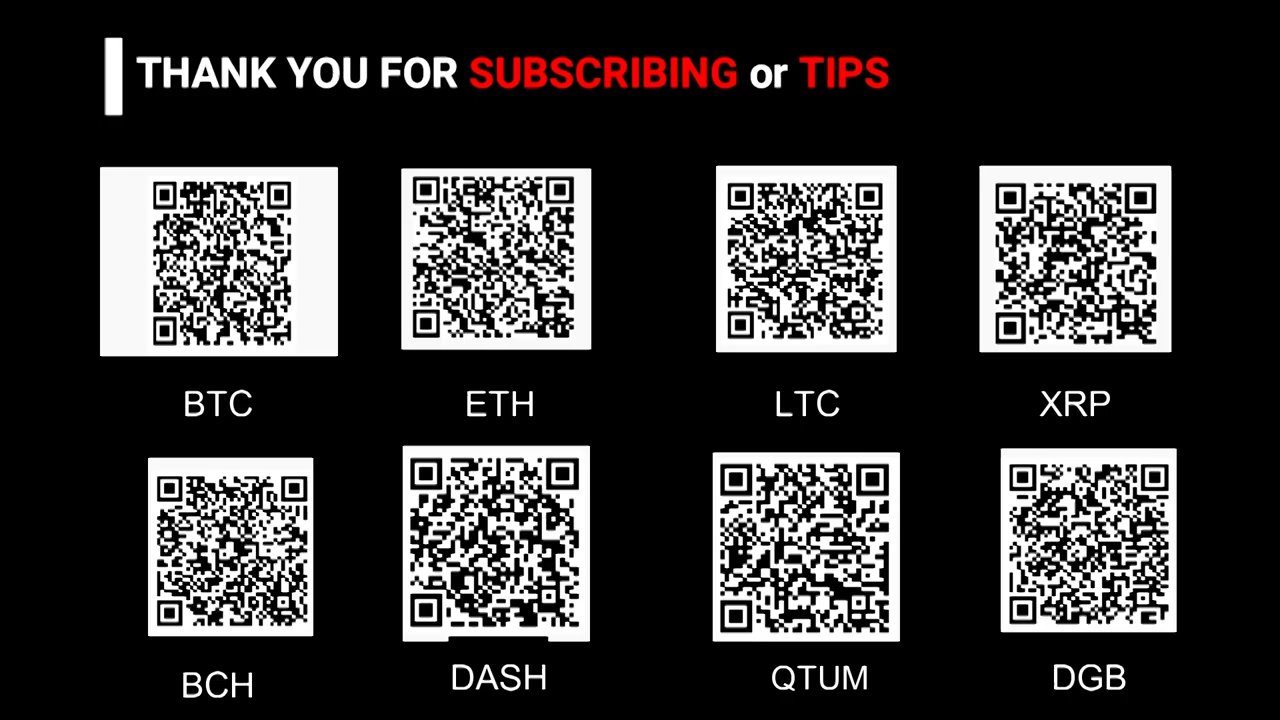 THANK YOU FOR SUBSCRIBING or TIPS
BTC
ETH
LTC
XRP
BCH
DASH
QTUM
DGB